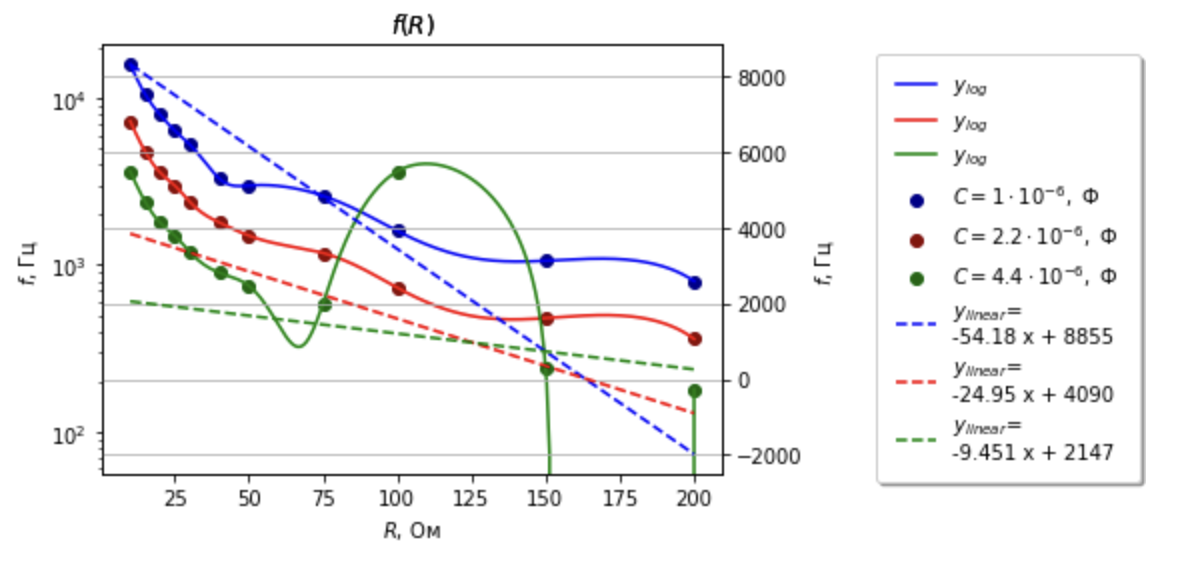 f(R)
10⁴
10³
10²
f, Гц
8000
6000
4000
2000
0
−2000
f, Гц
25 50 75 100 125 150 175 200
R, Ом
y_log
y_log
y_log
C = 1 · 10⁻⁶, Ф
C = 2.2 · 10⁻⁶, Ф
C = 4.4 · 10⁻⁶, Ф
y_linear=
-54.18 x + 8855
y_linear=
-24.95 x + 4090
y_linear=
-9.451 x + 2147